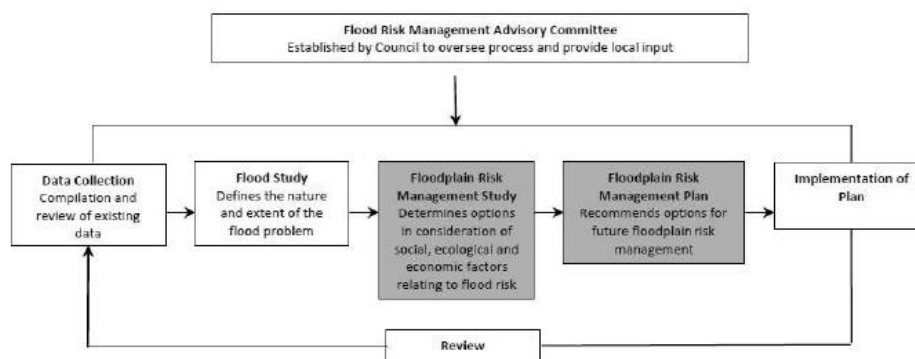 Flood Risk Management Advisory Committee
Established by Council to oversee process and provide local input
Data Collection
Compilation and
review of existing
data
Flood Study
Defines the nature
and extent of the
flood problem
Floodplain Risk
Management Study
Determines options
in consideration of
social, ecological and
economic factors
relating to flood risk
Floodplain Risk
Management Plan
Recommends options for
future floodplain risk
management
Implementation of
Plan
Review